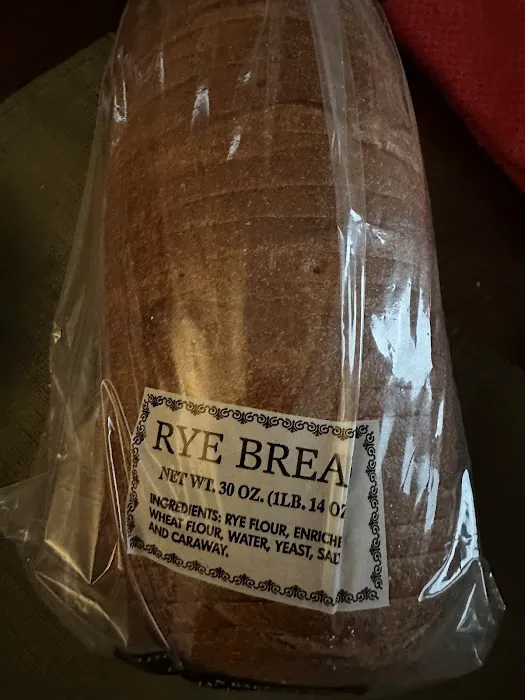 RYE BREA
NET WT. 30 OZ. (1LB. 14 OZ
INGREDIENTS: RYE FLOUR, ENRICHE
WHEAT FLOUR, WATER, YEAST, SAL
AND CARAWAY.